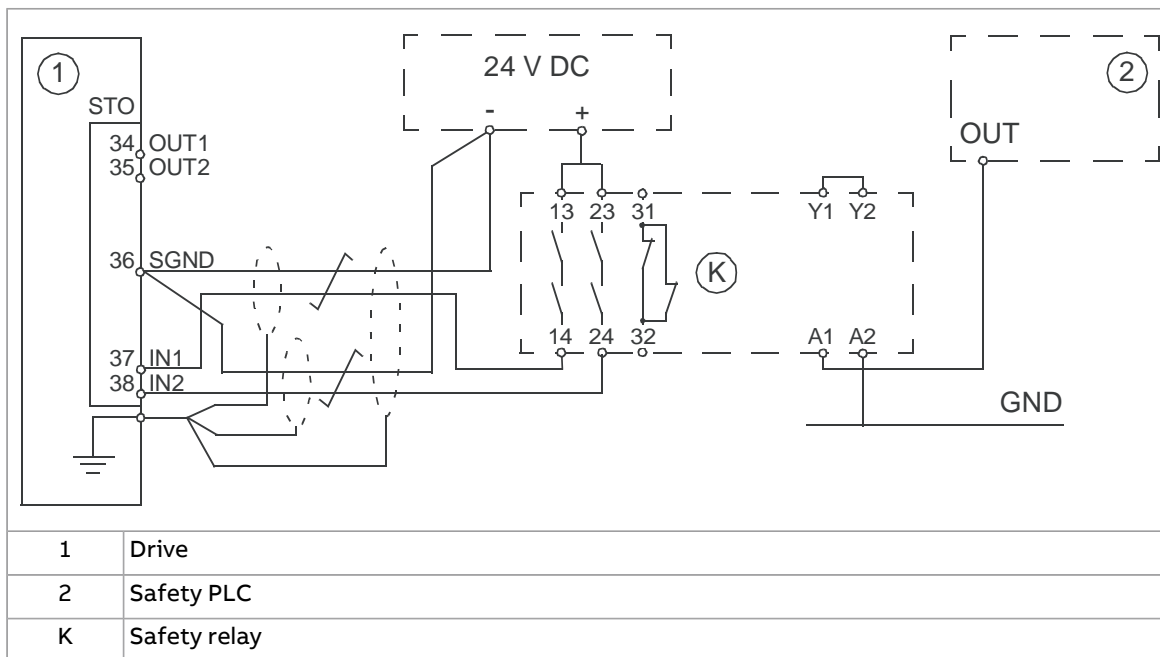 1
24 V DC
2
STO
- +
34 OUT1
35 OUT2
OUT
13 23 31
Y1 Y2
36 SGND
K
14 24 32
A1 A2
37 IN1
38 IN2
GND
1 Drive
2 Safety PLC
K Safety relay